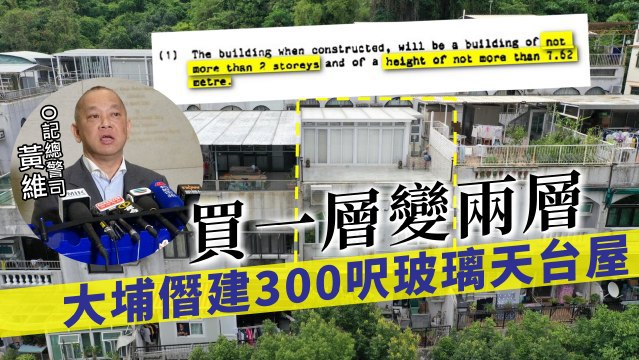 (1) The building when constructed, will be a building of not
more than 2 storeys and of a height of not more than 7.62
metre.
O記總警司
黃維
買一層變兩層
大埔僭建300呎玻璃天台屋